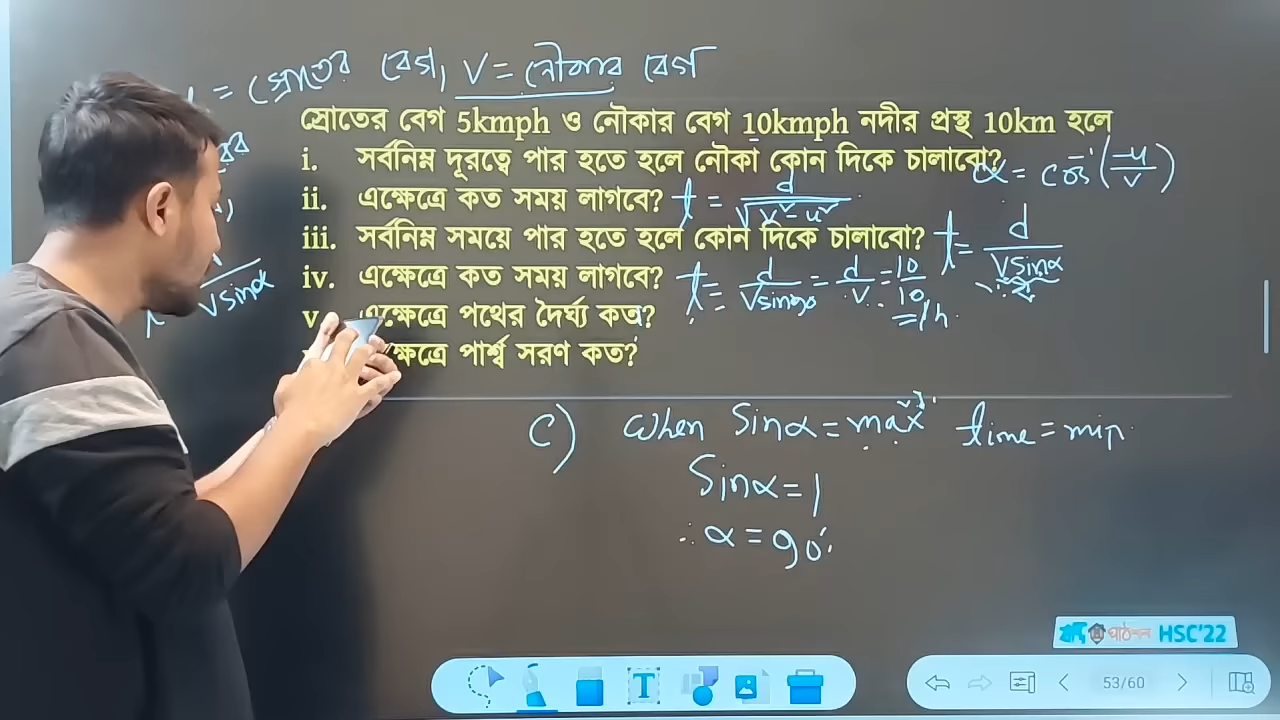 = স্রোতের বেগ, V = নৌকার বেগ
স্রোতের বেগ 5kmph ও নৌকার বেগ 10kmph নদীর প্রস্থ 10km হলে
i. সর্বনিম্ন দূরত্বে পার হতে হলে নৌকা কোন দিকে চালাবো? α = cos⁻¹(-u/v)
ii. এক্ষেত্রে কত সময় লাগবে? t = d/√(v²-u²)
iii. সর্বনিম্ন সময়ে পার হতে হলে কোন দিকে চালাবো? t = d/(v sinα)
iv. এক্ষেত্রে কত সময় লাগবে? t = d/(v sin90) = d/v = 10/10 = 1h
v sinα
v. এক্ষেত্রে পথের দৈর্ঘ্য কত?
ক্ষেত্রে পার্শ্ব সরণ কত?
c) When Sinα = max time = min
Sinα = 1
∴ α = 90°
পাঠশালা HSC'22
T
53/60